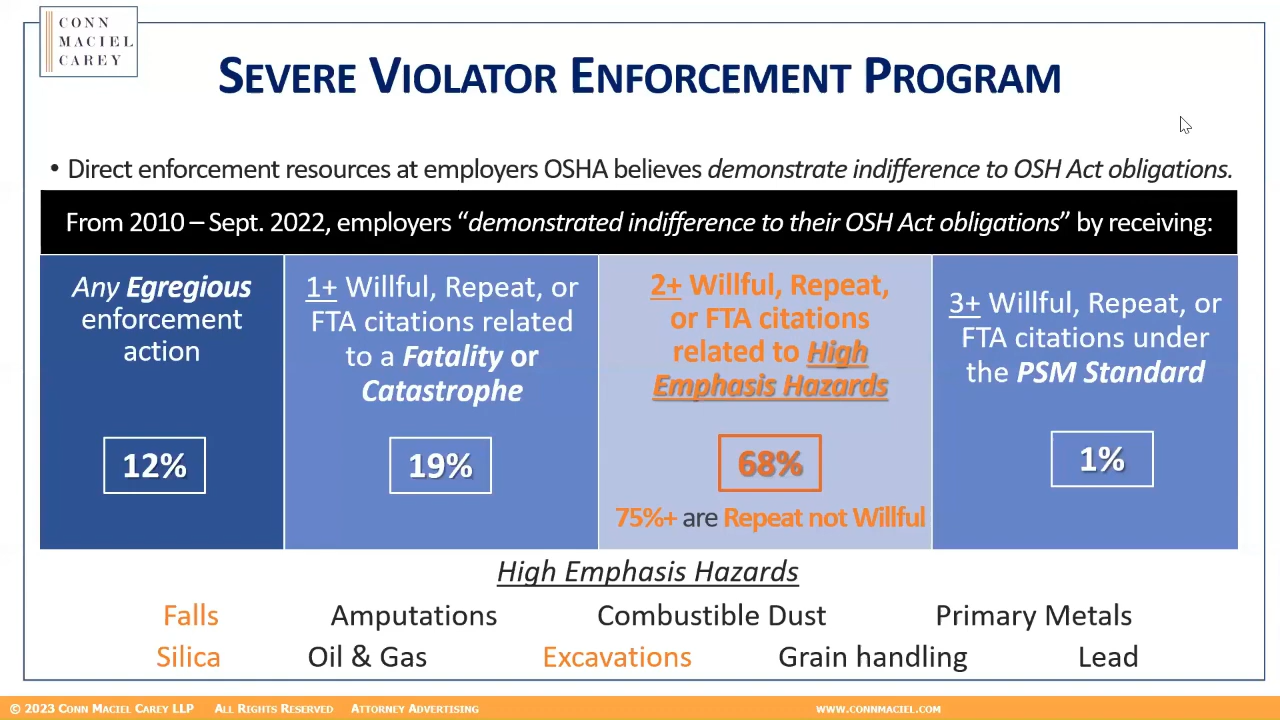 CONN
MACIEL
CAREY
SEVERE VIOLATOR ENFORCEMENT PROGRAM
• Direct enforcement resources at employers OSHA believes demonstrate indifference to OSH Act obligations.
From 2010 – Sept. 2022, employers “demonstrated indifference to their OSH Act obligations” by receiving:
Any Egregious
enforcement
action
12%
1+ Willful, Repeat, or
FTA citations related
to a Fatality or
Catastrophe
19%
2+ Willful, Repeat,
or FTA citations
related to High
Emphasis Hazards
68%
75%+ are Repeat not Willful
3+ Willful, Repeat, or
FTA citations under
the PSM Standard
1%
High Emphasis Hazards
Falls Amputations Combustible Dust Primary Metals
Silica Oil & Gas Excavations Grain handling Lead
© 2023 CONN MACIEL CAREY LLP ALL RIGHTS RESERVED ATTORNEY ADVERTISING WWW.CONNMACIEL.COM